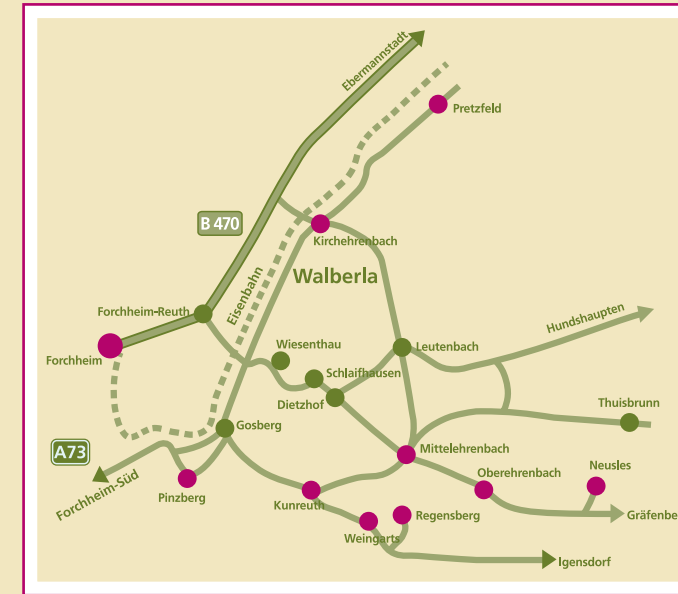 Ebermannstadt
Pretzfeld
B 470
Kirchehrenbach
Walberla
Eisenbahn
Forchheim-Reuth
Hundshaupten
Wiesenthau
Leutenbach
Forchheim
Schlaifhausen
Dietzhof
Thuisbrunn
Gosberg
A73
Mittelehrenbach
Forchheim-Süd
Oberehrenbach
Neusles
Pinzberg
Kunreuth
Regensberg
Gräfenbe
Weingarts
Igensdorf